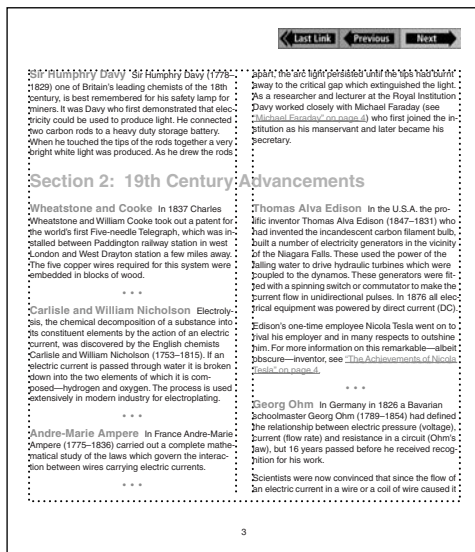 Last Link Previous Next
Sir Humphry Davy Sir Humphry Davy (1778–
1829) one of Britain's leading chemists of the 18th
century, is best remembered for his safety lamp for
miners. It was Davy who first demonstrated that elec-
tricity could be used to produce light. He connected
two carbon rods to a heavy duty storage battery.
When he touched the tips of the rods together a very
bright white light was produced. As he drew the rods
apart, the arc light persisted until the tips had burnt
away to the critical gap which extinguished the light.
As a researcher and lecturer at the Royal Institution
Davy worked closely with Michael Faraday (see
"Michael Faraday" on page 4) who first joined the in-
stitution as his manservant and later became his
secretary.
Section 2: 19th Century Advancements
Wheatstone and Cooke In 1837 Charles
Wheatstone and William Cooke took out a patent for
the world's first Five-needle Telegraph, which was in-
stalled between Paddington railway station in west
London and West Drayton station a few miles away.
The five copper wires required for this system were
embedded in blocks of wood.
• • •
Carlisle and William Nicholson Electroly-
sis, the chemical decomposition of a substance into
its constituent elements by the action of an electric
current, was discovered by the English chemists
Carlisle and William Nicholson (1753–1815). If an
electric current is passed through water it is broken
down into the two elements of which it is com-
posed—hydrogen and oxygen. The process is used
extensively in modern industry for electroplating.
• • •
Andre-Marie Ampere In France Andre-Marie
Ampere (1775–1836) carried out a complete mathe-
matical study of the laws which govern the interac-
tion between wires carrying electric currents.
• • •
Thomas Alva Edison In the U.S.A. the pro-
lific inventor Thomas Alva Edison (1847–1831) who
had invented the incandescent carbon filament bulb,
built a number of electricity generators in the vicinity
of the Niagara Falls. These used the power of the
falling water to drive hydraulic turbines which were
coupled to the dynamos. These generators were fit-
ted with a spinning switch or commutator to make the
current flow in unidirectional pulses. In 1876 all elec-
trical equipment was powered by direct current (DC).
Edison's one-time employee Nicola Tesla went on to
rival his employer and in many respects to outshine
him. For more information on this remarkable—albeit
obscure—inventor, see "The Achievements of Nicola
Tesla" on page 4.
• • •
Georg Ohm In Germany in 1826 a Bavarian
schoolmaster Georg Ohm (1789–1854) had defined
the relationship between electric pressure (voltage),
current (flow rate) and resistance in a circuit (Ohm's
law), but 16 years passed before he received recog-
nition for his work.
Scientists were now convinced that since the flow of
an electric current in a wire or a coil of wire caused it
3